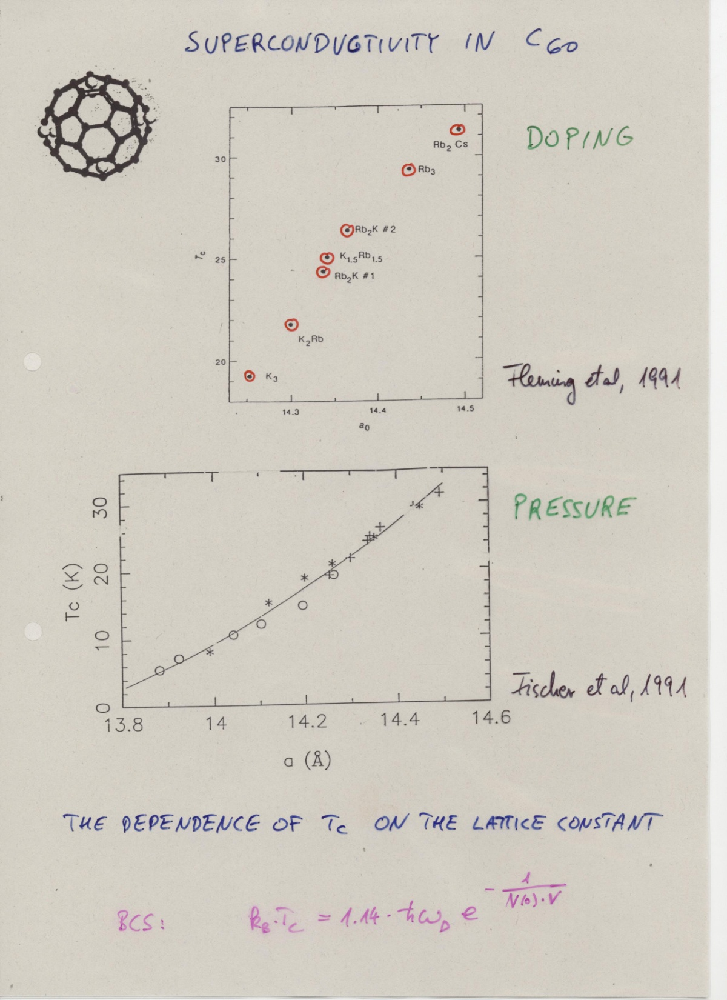 SUPERCONDUCTIVITY IN C60
DOPING
30
25
20
Tc
Rb2 Cs
Rb3
Rb2K #2
K1.5Rb1.5
Rb2K #1
K2Rb
K3
14.3 14.4 14.5
a0
Fleming et al, 1991
PRESSURE
30
20
10
0
Tc (K)
13.8 14 14.2 14.4 14.6
a (Å)
Fischer et al, 1991
THE DEPENDENCE OF Tc ON THE LATTICE CONSTANT
BCS: kB·Tc = 1.14·ħωD e^-1/N(0)·V